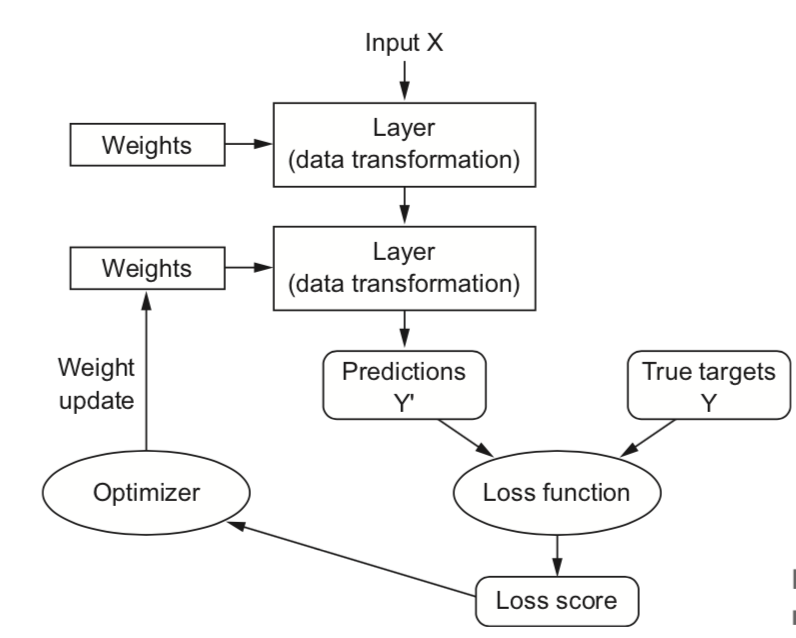 Input X
Layer
(data transformation)
Weights
Layer
(data transformation)
Weights
Weight
update
Predictions
Y'
True targets
Y
Optimizer
Loss function
Loss score